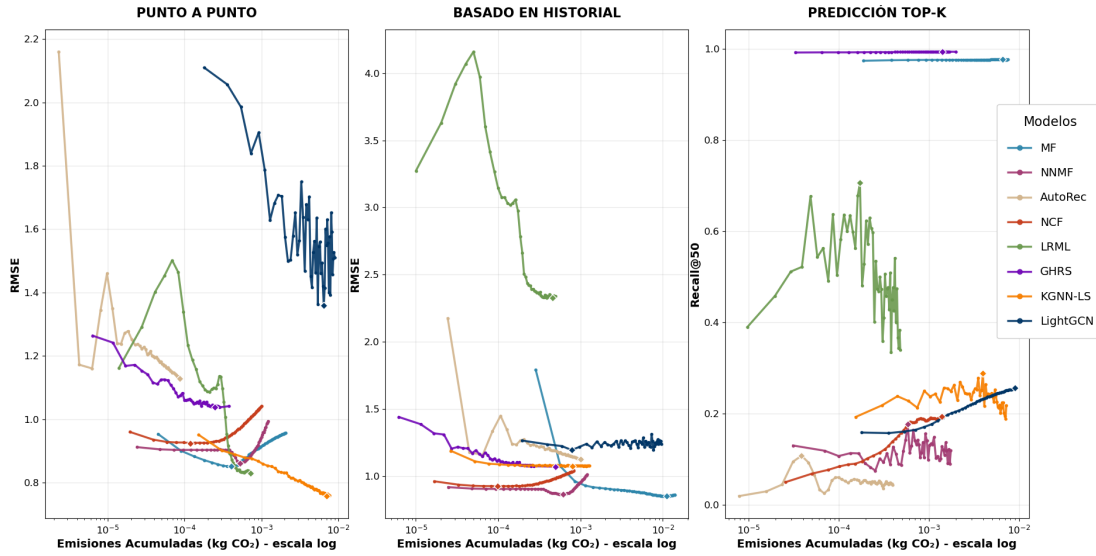 PUNTO A PUNTO
BASADO EN HISTORIAL
PREDICCIÓN TOP-K
RMSE
2.2
2.0
1.8
1.6
1.4
1.2
1.0
0.8
10⁻⁵
10⁻⁴
10⁻³
10⁻²
Emisiones Acumuladas (kg CO₂) - escala log
RMSE
4.0
3.5
3.0
2.5
2.0
1.5
1.0
10⁻⁵
10⁻⁴
10⁻³
10⁻²
Emisiones Acumuladas (kg CO₂) - escala log
Recall@50
1.0
0.8
0.6
0.4
0.2
0.0
10⁻⁵
10⁻⁴
10⁻³
10⁻²
Emisiones Acumuladas (kg CO₂) - escala log
Modelos
MF
NNMF
AutoRec
NCF
LRML
GHRS
KGNN-LS
LightGCN